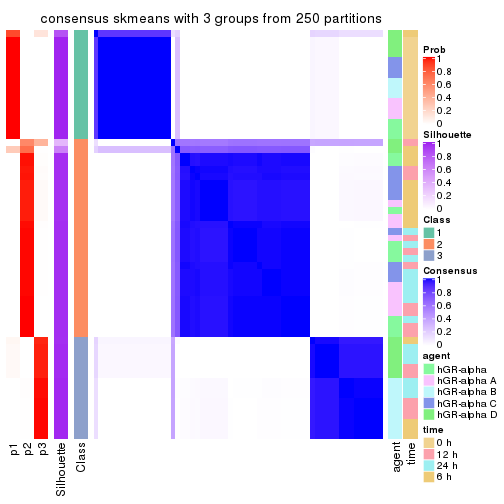 consensus skmeans with 3 groups from 250 partitions
Prob
1
0.8
0.6
0.4
0.2
0
Silhouette
1
0.8
0.6
0.4
0.2
0
Class
1
2
3
Consensus
1
0.8
0.6
0.4
0.2
0
agent
hGR-alpha
hGR-alpha A
hGR-alpha B
hGR-alpha C
hGR-alpha D
time
0 h
12 h
24 h
6 h
p1
p2
p3
Silhouette
Class
agent
time